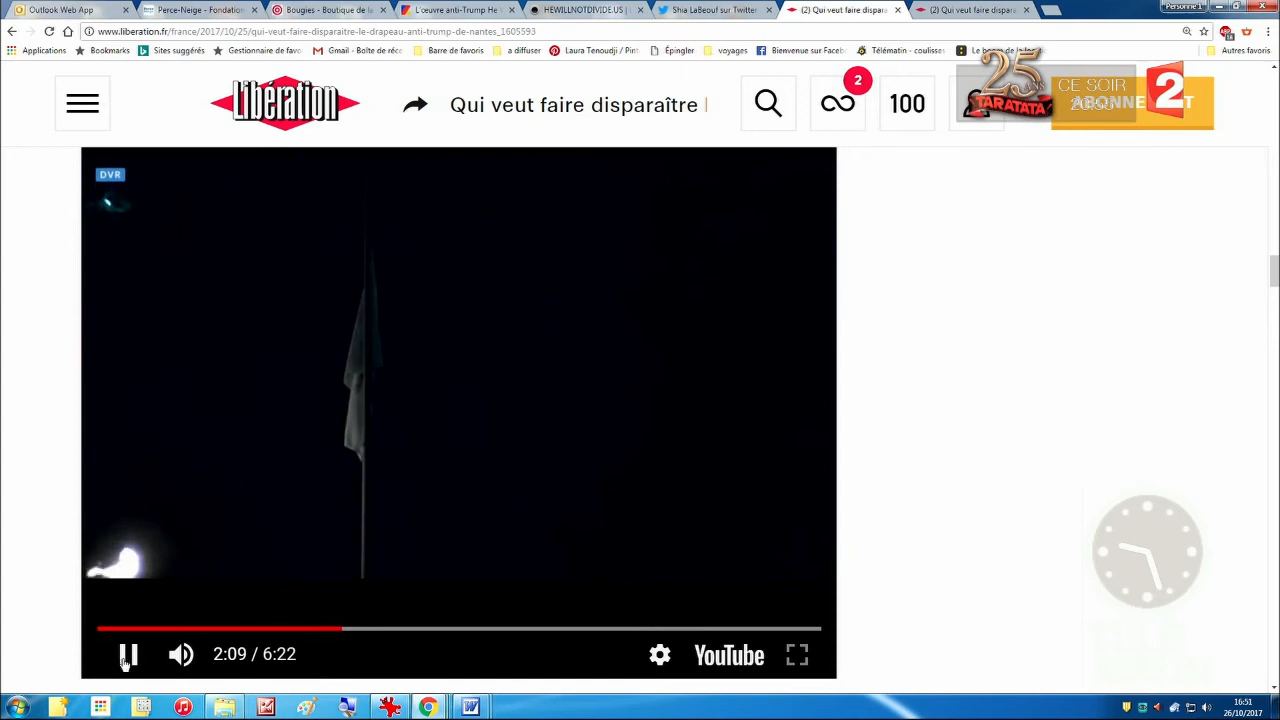 Outlook Web App
Perce-Neige - Fondation
Bougies - Boutique de la
L'œuvre anti-Trump He
HEWILLNOTDIVIDE.US |
Shia LaBeouf sur Twitter
(2) Qui veut faire dispara
(2) Qui veut faire dispara
Personne 1
www.liberation.fr/france/2017/10/25/qui-veut-faire-disparaitre-le-drapeau-anti-trump-de-nantes_1605593
Applications
Bookmarks
Sites suggérés
Gestionnaire de favo
Gmail - Boîte de réce
Barre de favoris
a diffuser
Laura Tenoudji / Pint
Épingler
voyages
Bienvenue sur Faceb
Télématin - coulisses
Autres favoris
Libération
Qui veut faire disparaître
2
100
25 ANS
TARATATA
CE SOIR
2
DVR
2:09 / 6:22
YouTube
16:51
26/10/2017